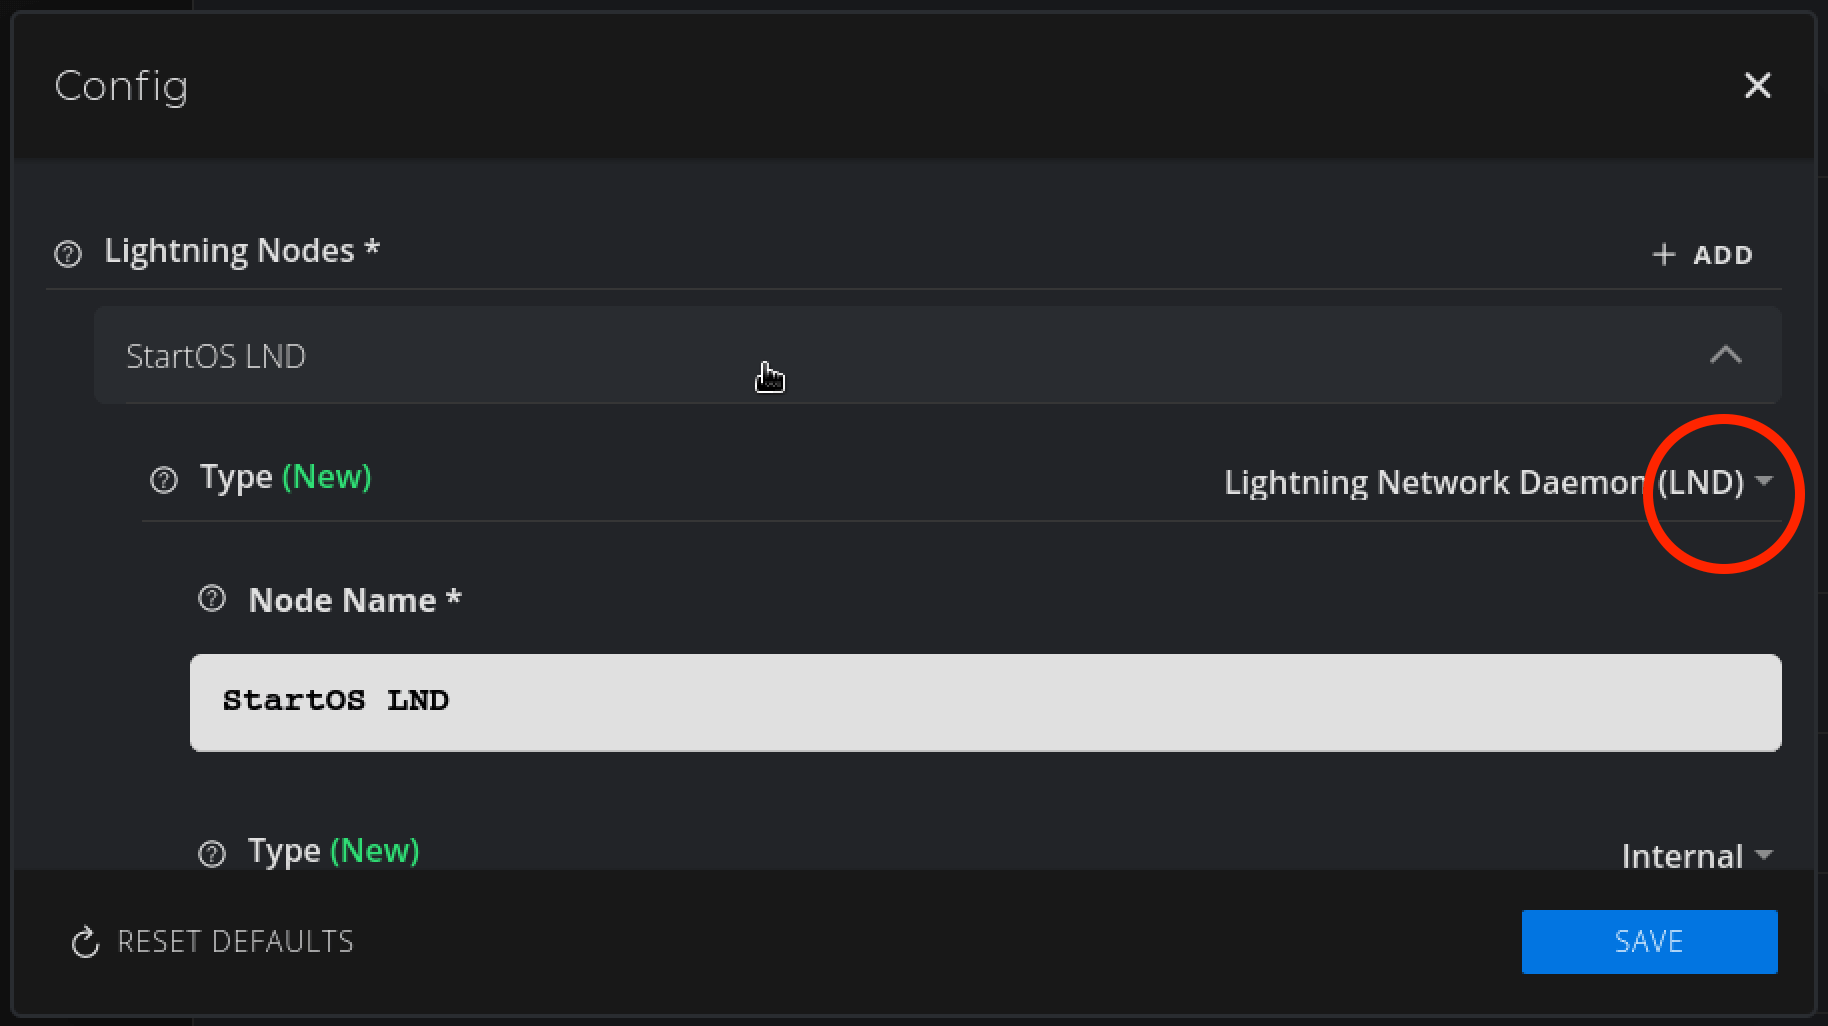 Config
Lightning Nodes *
+ ADD
StartOS LND
Type (New)
Lightning Network Daemon (LND)
Node Name *
StartOS LND
Type (New)
Internal
RESET DEFAULTS
SAVE